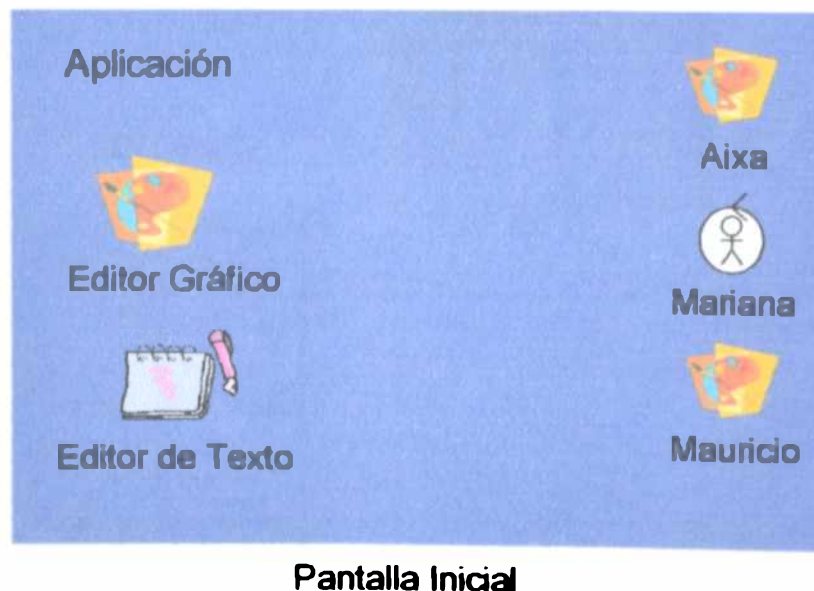 Aplicación
Editor Gráfico
Editor de Texto
Aixa
Mariana
Mauricio
Pantalla Inicial